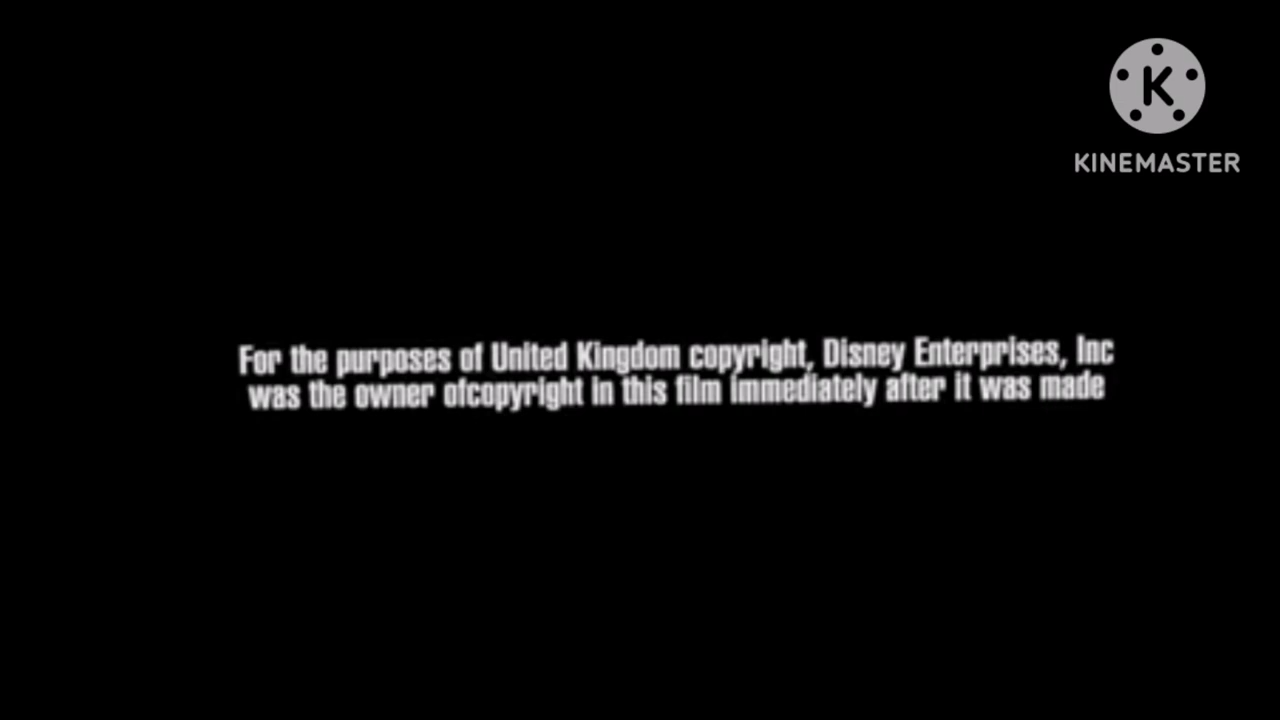 K
KINEMASTER
For the purposes of United Kingdom copyright, Disney Enterprises, Inc
was the owner ofcopyright in this film immediately after it was made